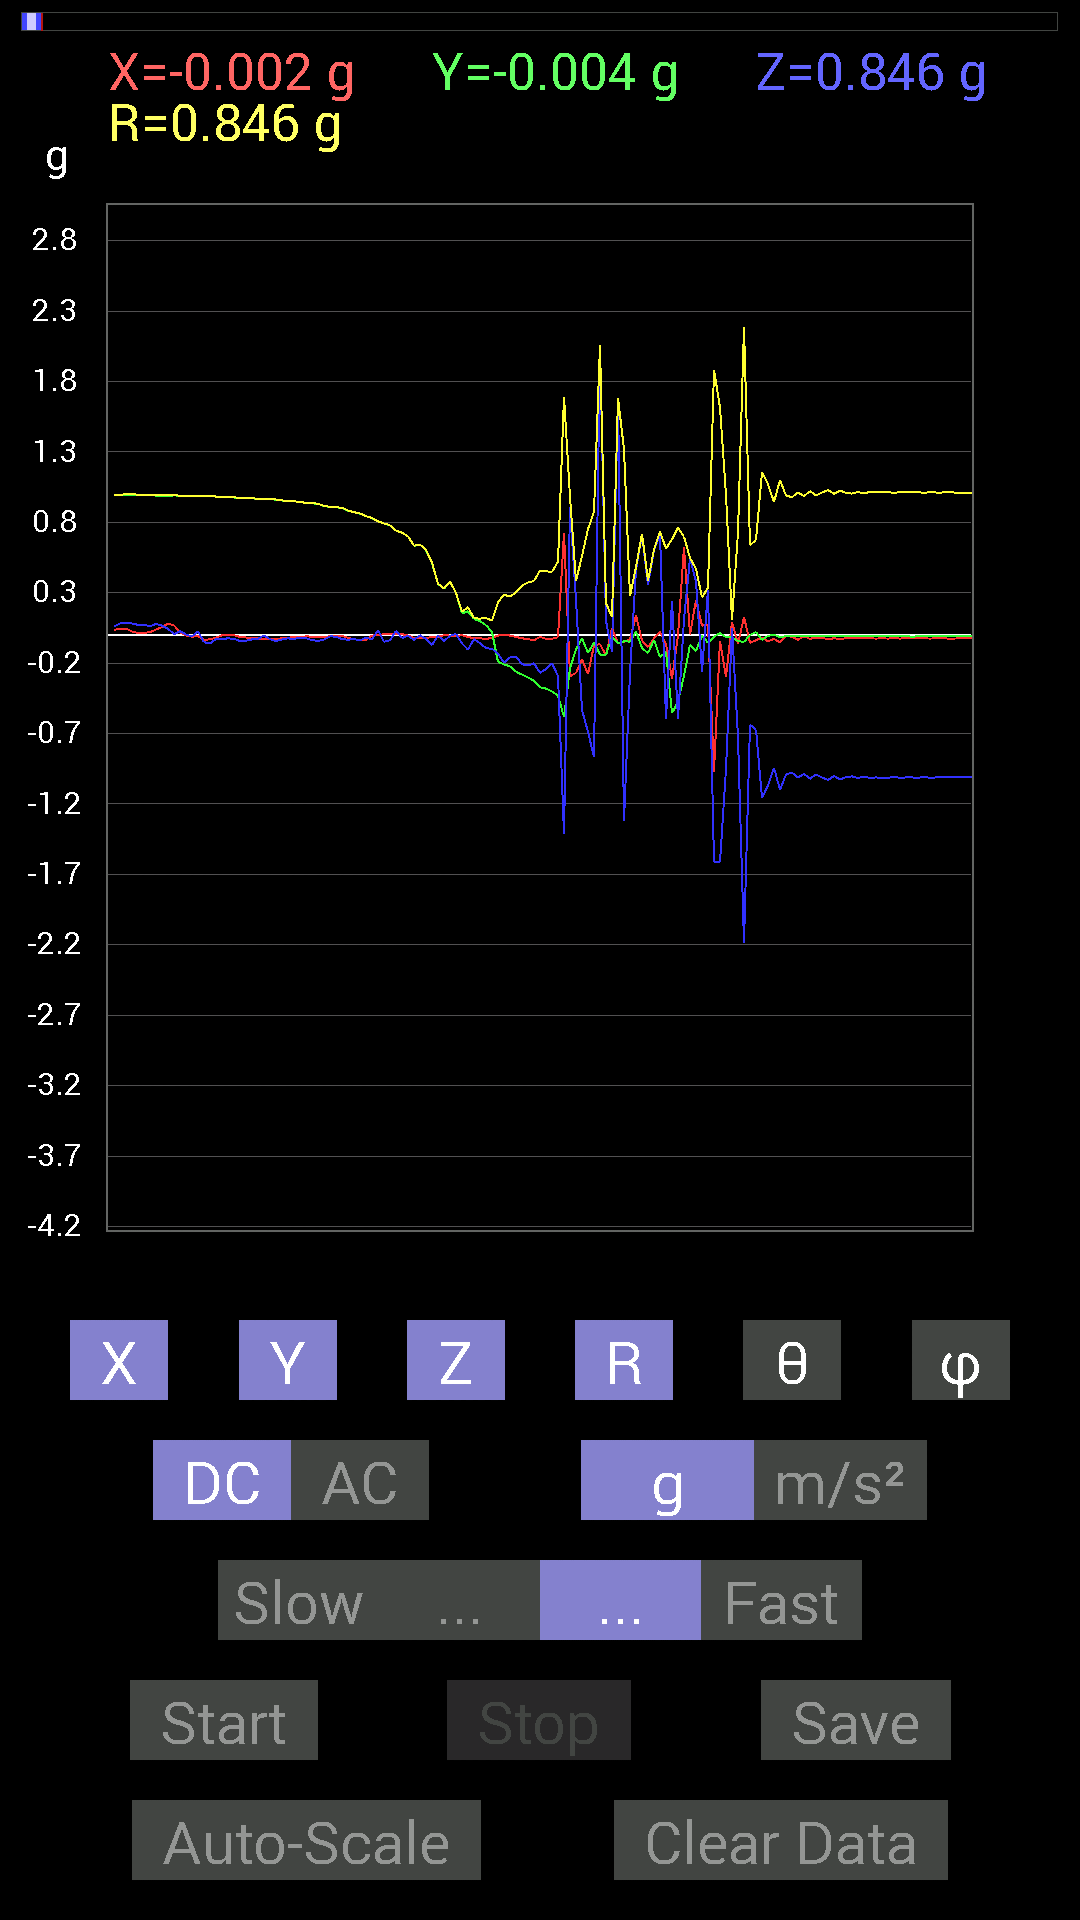 X=-0.002 g Y=-0.004 g Z=0.846 g
R=0.846 g
g
2.8
2.3
1.8
1.3
0.8
0.3
-0.2
-0.7
-1.2
-1.7
-2.2
-2.7
-3.2
-3.7
-4.2
X Y Z R θ φ
DC AC g m/s²
Slow ... ... Fast
Start Stop Save
Auto-Scale Clear Data